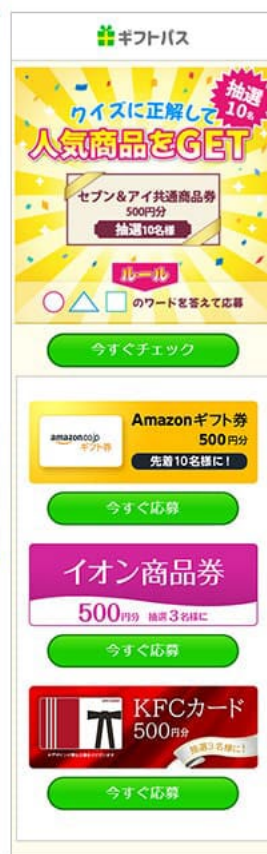 ギフトパス
抽選
10名
クイズに正解して
人気商品をGET
セブン&アイ共通商品券
500円分
抽選10名様
ルール
○△□のワードを答えて応募
今すぐチェック
amazon.co.jp
ギフト券
Amazonギフト券
500円分
先着10名様に!
今すぐ応募
イオン商品券
500円分 抽選3名様に
今すぐ応募
KFCカード
500円分
抽選3名様に!
今すぐ応募